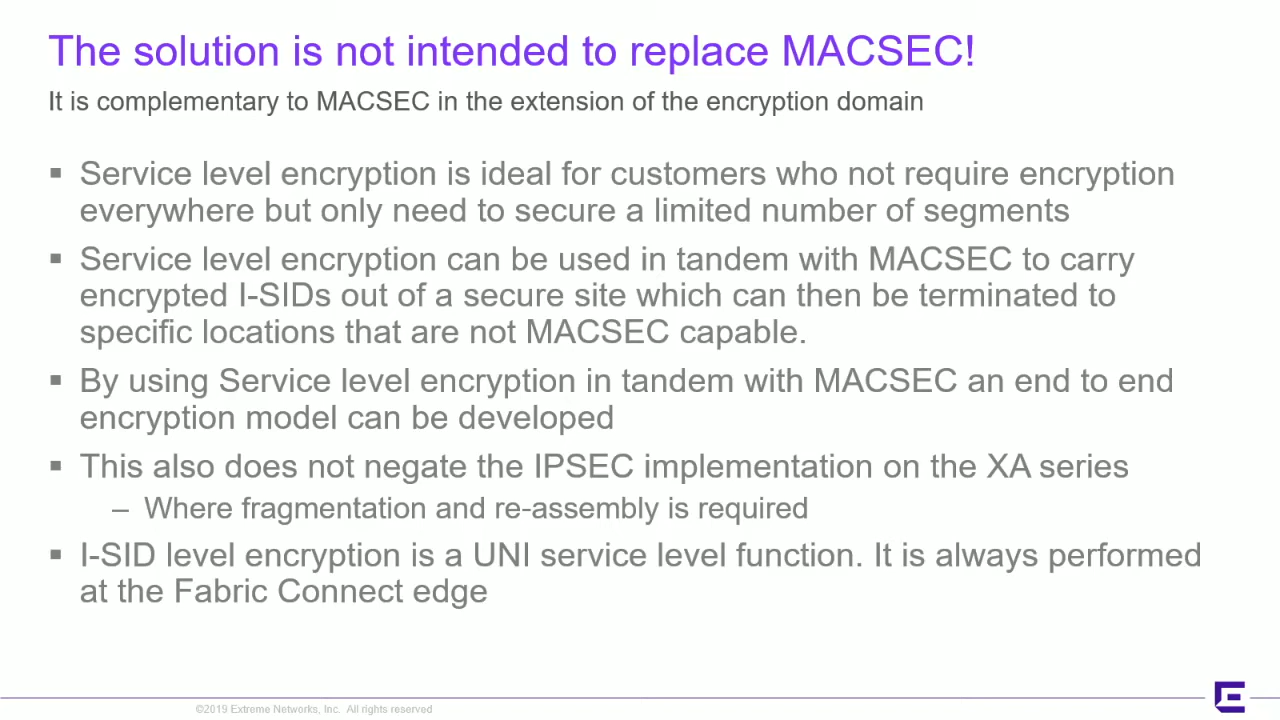 The solution is not intended to replace MACSEC!
It is complementary to MACSEC in the extension of the encryption domain
▪ Service level encryption is ideal for customers who not require encryption
everywhere but only need to secure a limited number of segments
▪ Service level encryption can be used in tandem with MACSEC to carry
encrypted I-SIDs out of a secure site which can then be terminated to
specific locations that are not MACSEC capable.
▪ By using Service level encryption in tandem with MACSEC an end to end
encryption model can be developed
▪ This also does not negate the IPSEC implementation on the XA series
– Where fragmentation and re-assembly is required
▪ I-SID level encryption is a UNI service level function. It is always performed
at the Fabric Connect edge
©2019 Extreme Networks, Inc. All rights reserved